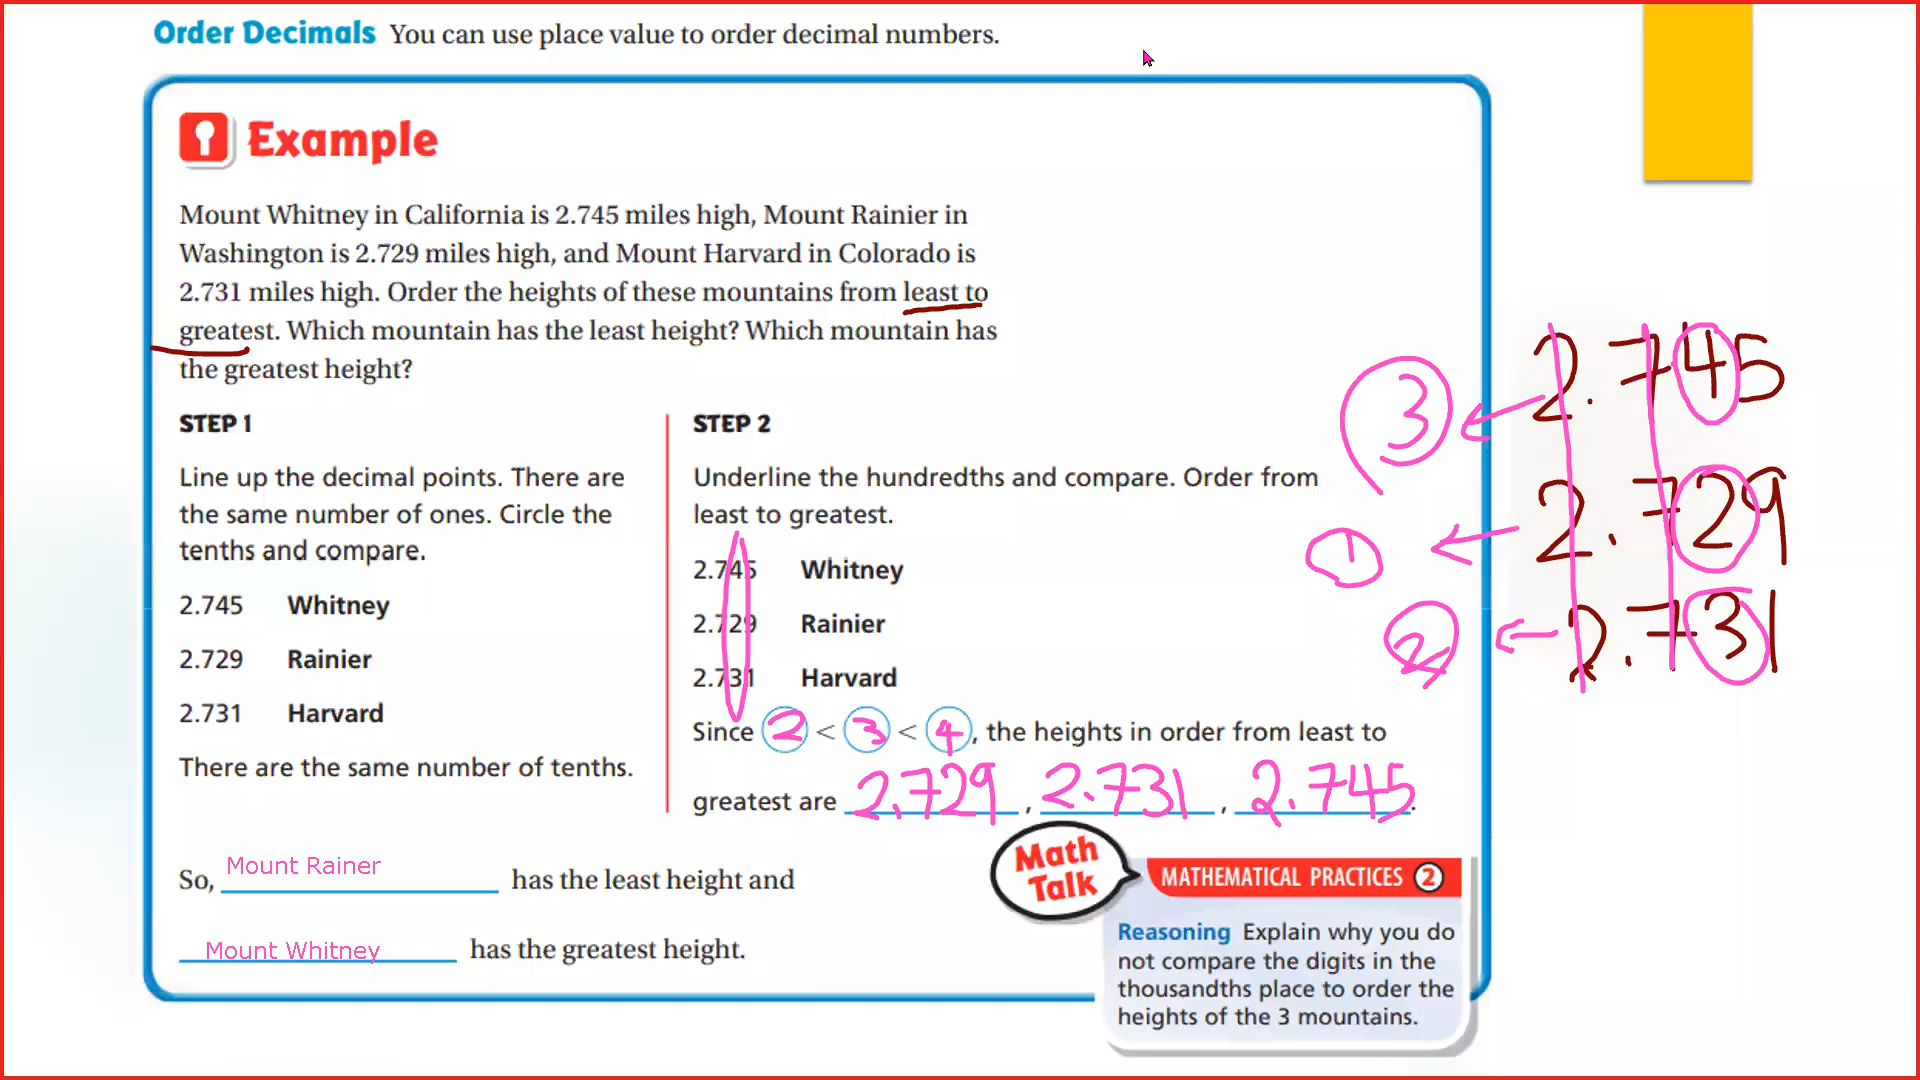 Order Decimals You can use place value to order decimal numbers.
Example
Mount Whitney in California is 2.745 miles high, Mount Rainier in
Washington is 2.729 miles high, and Mount Harvard in Colorado is
2.731 miles high. Order the heights of these mountains from least to
greatest. Which mountain has the least height? Which mountain has
the greatest height?
STEP 1
Line up the decimal points. There are
the same number of ones. Circle the
tenths and compare.
2.745 Whitney
2.729 Rainier
2.731 Harvard
There are the same number of tenths.
STEP 2
Underline the hundredths and compare. Order from
least to greatest.
2.745 Whitney
2.729 Rainier
2.731 Harvard
Since 2 < 3 < 4, the heights in order from least to
greatest are 2.729, 2.731, 2.745.
So, Mount Rainer has the least height and
Mount Whitney has the greatest height.
Math
Talk
MATHEMATICAL PRACTICES 2
Reasoning Explain why you do
not compare the digits in the
thousandths place to order the
heights of the 3 mountains.
3 2.745
1 2.729
2 2.731